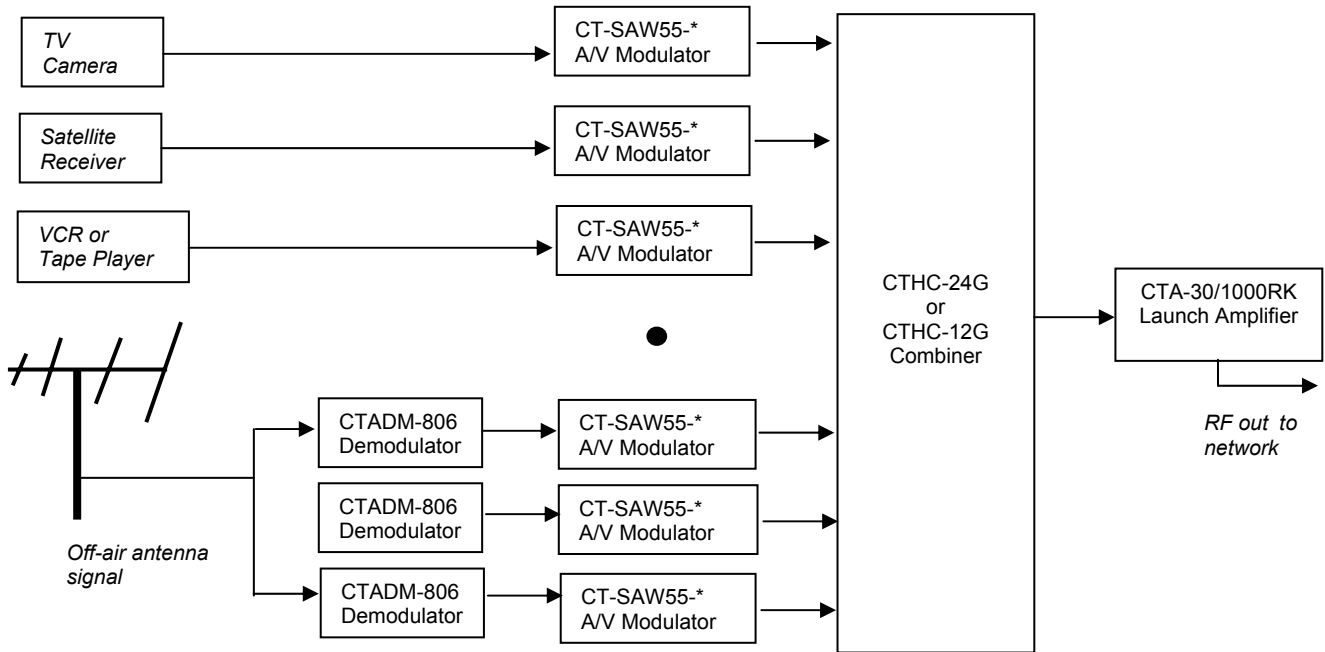 TV
Camera
CT-SAW55-*
A/V Modulator
Satellite
Receiver
CT-SAW55-*
A/V Modulator
VCR or
Tape Player
CT-SAW55-*
A/V Modulator
CTHC-24G
or
CTHC-12G
Combiner
CTA-30/1000RK
Launch Amplifier
RF out to
network
Off-air antenna
signal
CTADM-806
Demodulator
CT-SAW55-*
A/V Modulator
CTADM-806
Demodulator
CT-SAW55-*
A/V Modulator
CTADM-806
Demodulator
CT-SAW55-*
A/V Modulator